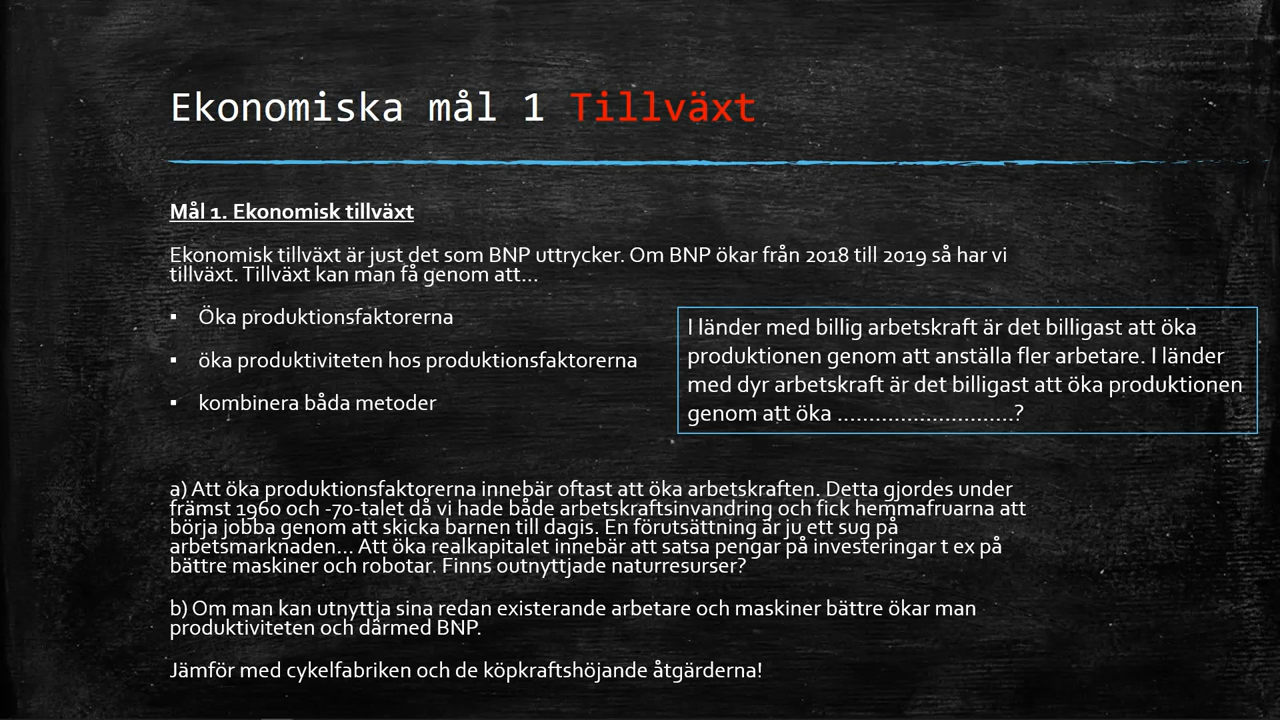 Ekonomiska mål 1 Tillväxt
Mål 1. Ekonomisk tillväxt
Ekonomisk tillväxt är just det som BNP uttrycker. Om BNP ökar från 2018 till 2019 så har vi
tillväxt. Tillväxt kan man få genom att...
▪ Öka produktionsfaktorerna
▪ öka produktiviteten hos produktionsfaktorerna
▪ kombinera båda metoder
I länder med billig arbetskraft är det billigast att öka
produktionen genom att anställa fler arbetare. I länder
med dyr arbetskraft är det billigast att öka produktionen
genom att öka ............................?
a) Att öka produktionsfaktorerna innebär oftast att öka arbetskraften. Detta gjordes under
främst 1960 och -70-talet då vi hade både arbetskraftsinvandring och fick hemmafruarna att
börja jobba genom att skicka barnen till dagis. En förutsättning är ju ett sug på
arbetsmarknaden... Att öka realkapitalet innebär att satsa pengar på investeringar t ex på
bättre maskiner och robotar. Finns outnyttjade naturresurser?
b) Om man kan utnyttja sina redan existerande arbetare och maskiner bättre ökar man
produktiviteten och därmed BNP.
Jämför med cykelfabriken och de köpkraftshöjande åtgärderna!